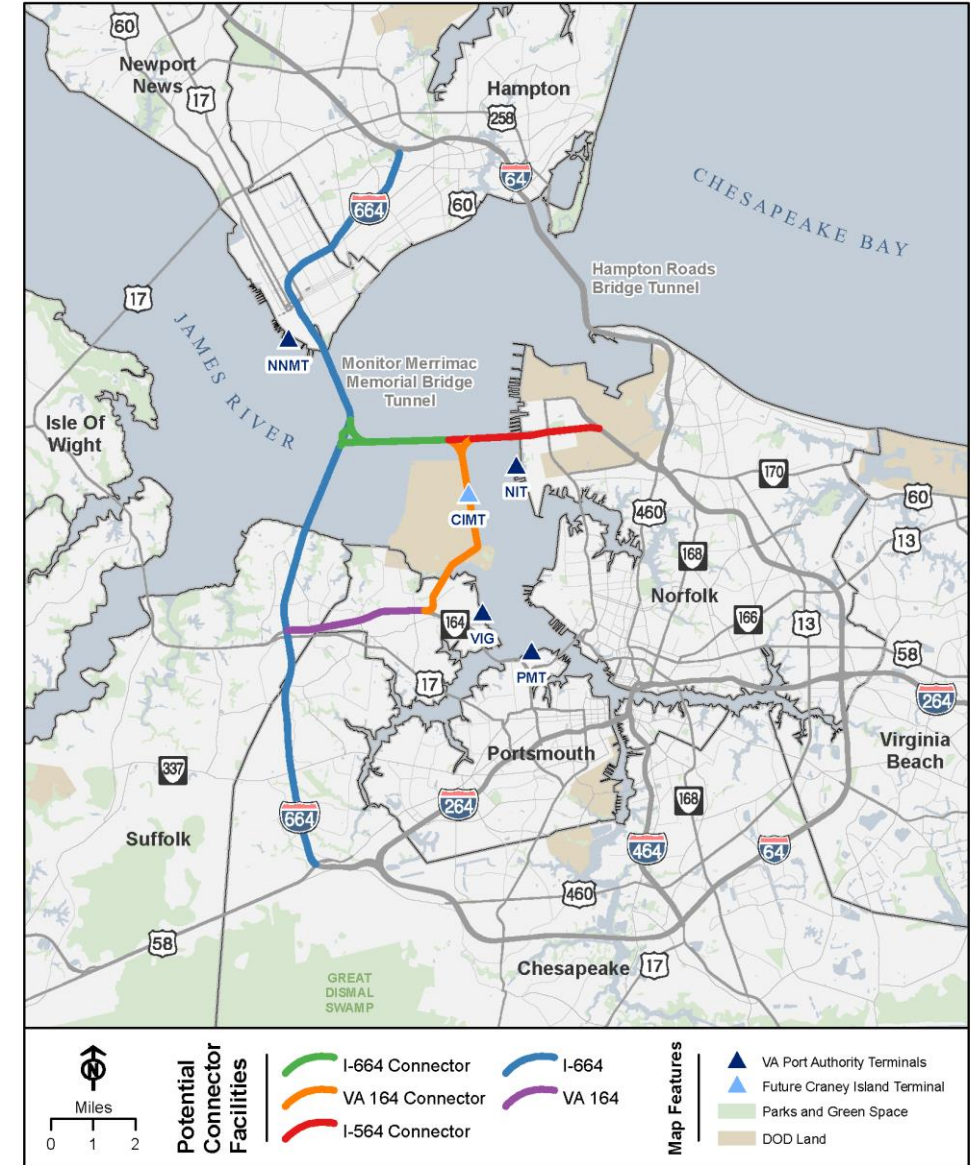 60
Newport
News
17
Hampton
258
64
664
60
CHESAPEAKE BAY
Hampton Roads
Bridge Tunnel
17
JAMES RIVER
NNMT
Monitor Merrimac
Memorial Bridge
Tunnel
Isle Of
Wight
NIT
170
CIMT
460
60
168
13
Norfolk
164
VIG
166
13
PMT
58
17
264
Portsmouth
Virginia
Beach
337
664
264
168
Suffolk
464
64
460
58
Chesapeake
17
GREAT
DISMAL
SWAMP
N
Miles
0 1 2
Potential
Connector
Facilities
I-664 Connector
VA 164 Connector
I-564 Connector
I-664
VA 164
Map Features
VA Port Authority Terminals
Future Craney Island Terminal
Parks and Green Space
DOD Land